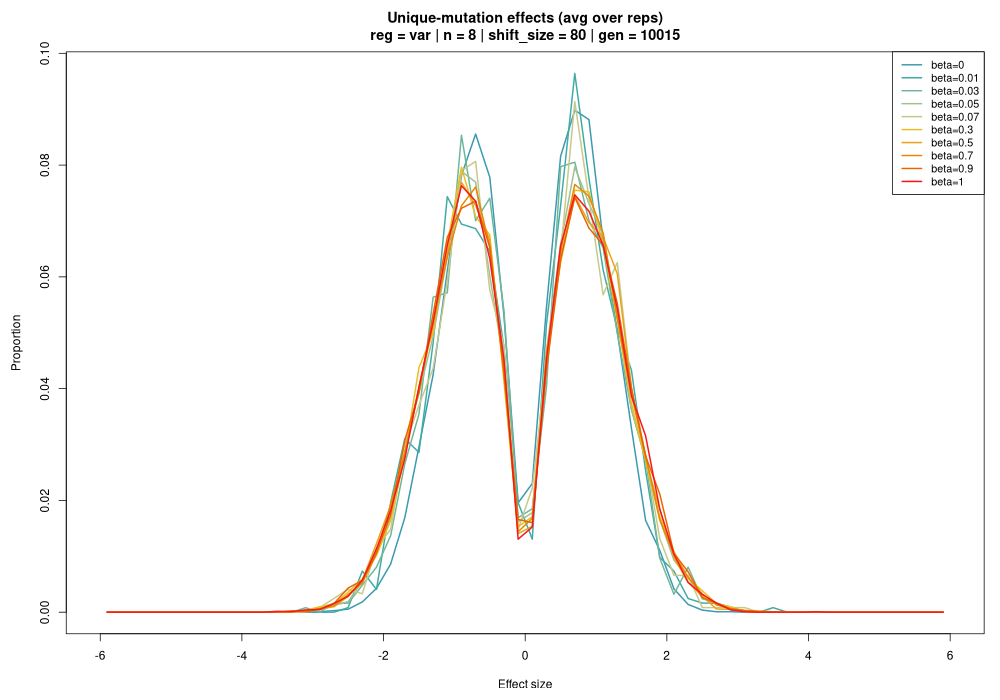 Unique-mutation effects (avg over reps)
reg = var | n = 8 | shift_size = 80 | gen = 10015
0.10
0.08
0.06
0.04
0.02
0.00
Proportion
beta=0
beta=0.01
beta=0.03
beta=0.05
beta=0.07
beta=0.3
beta=0.5
beta=0.7
beta=0.9
beta=1
-6
-4
-2
0
2
4
6
Effect size